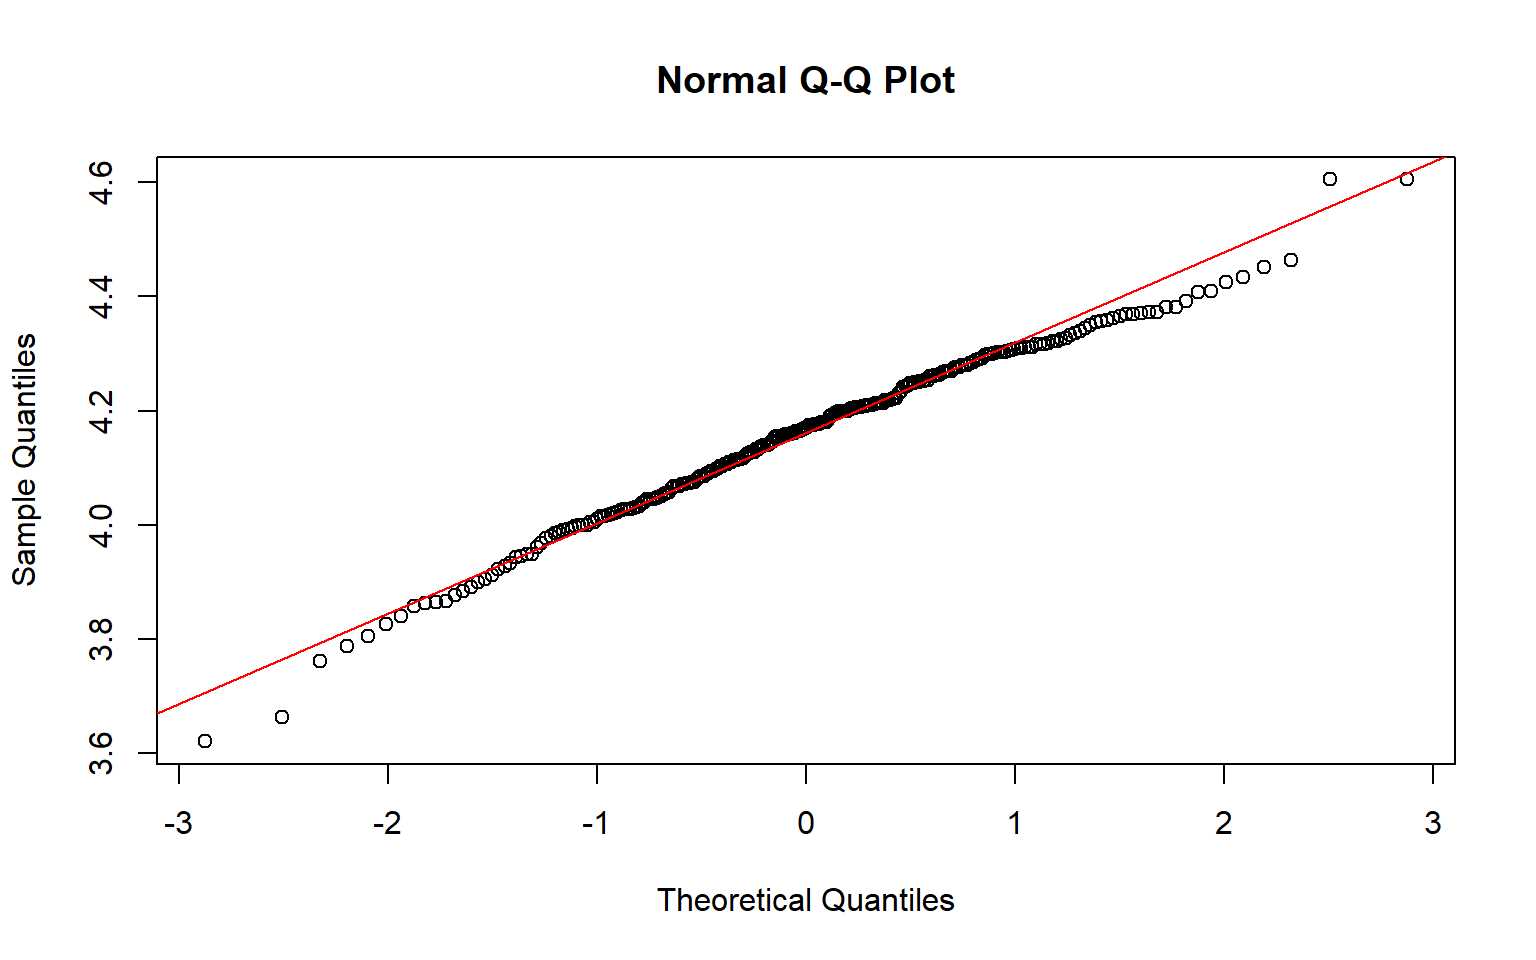 Normal Q-Q Plot
Sample Quantiles
4.6
4.4
4.2
4.0
3.8
3.6
-3 -2 -1 0 1 2 3
Theoretical Quantiles